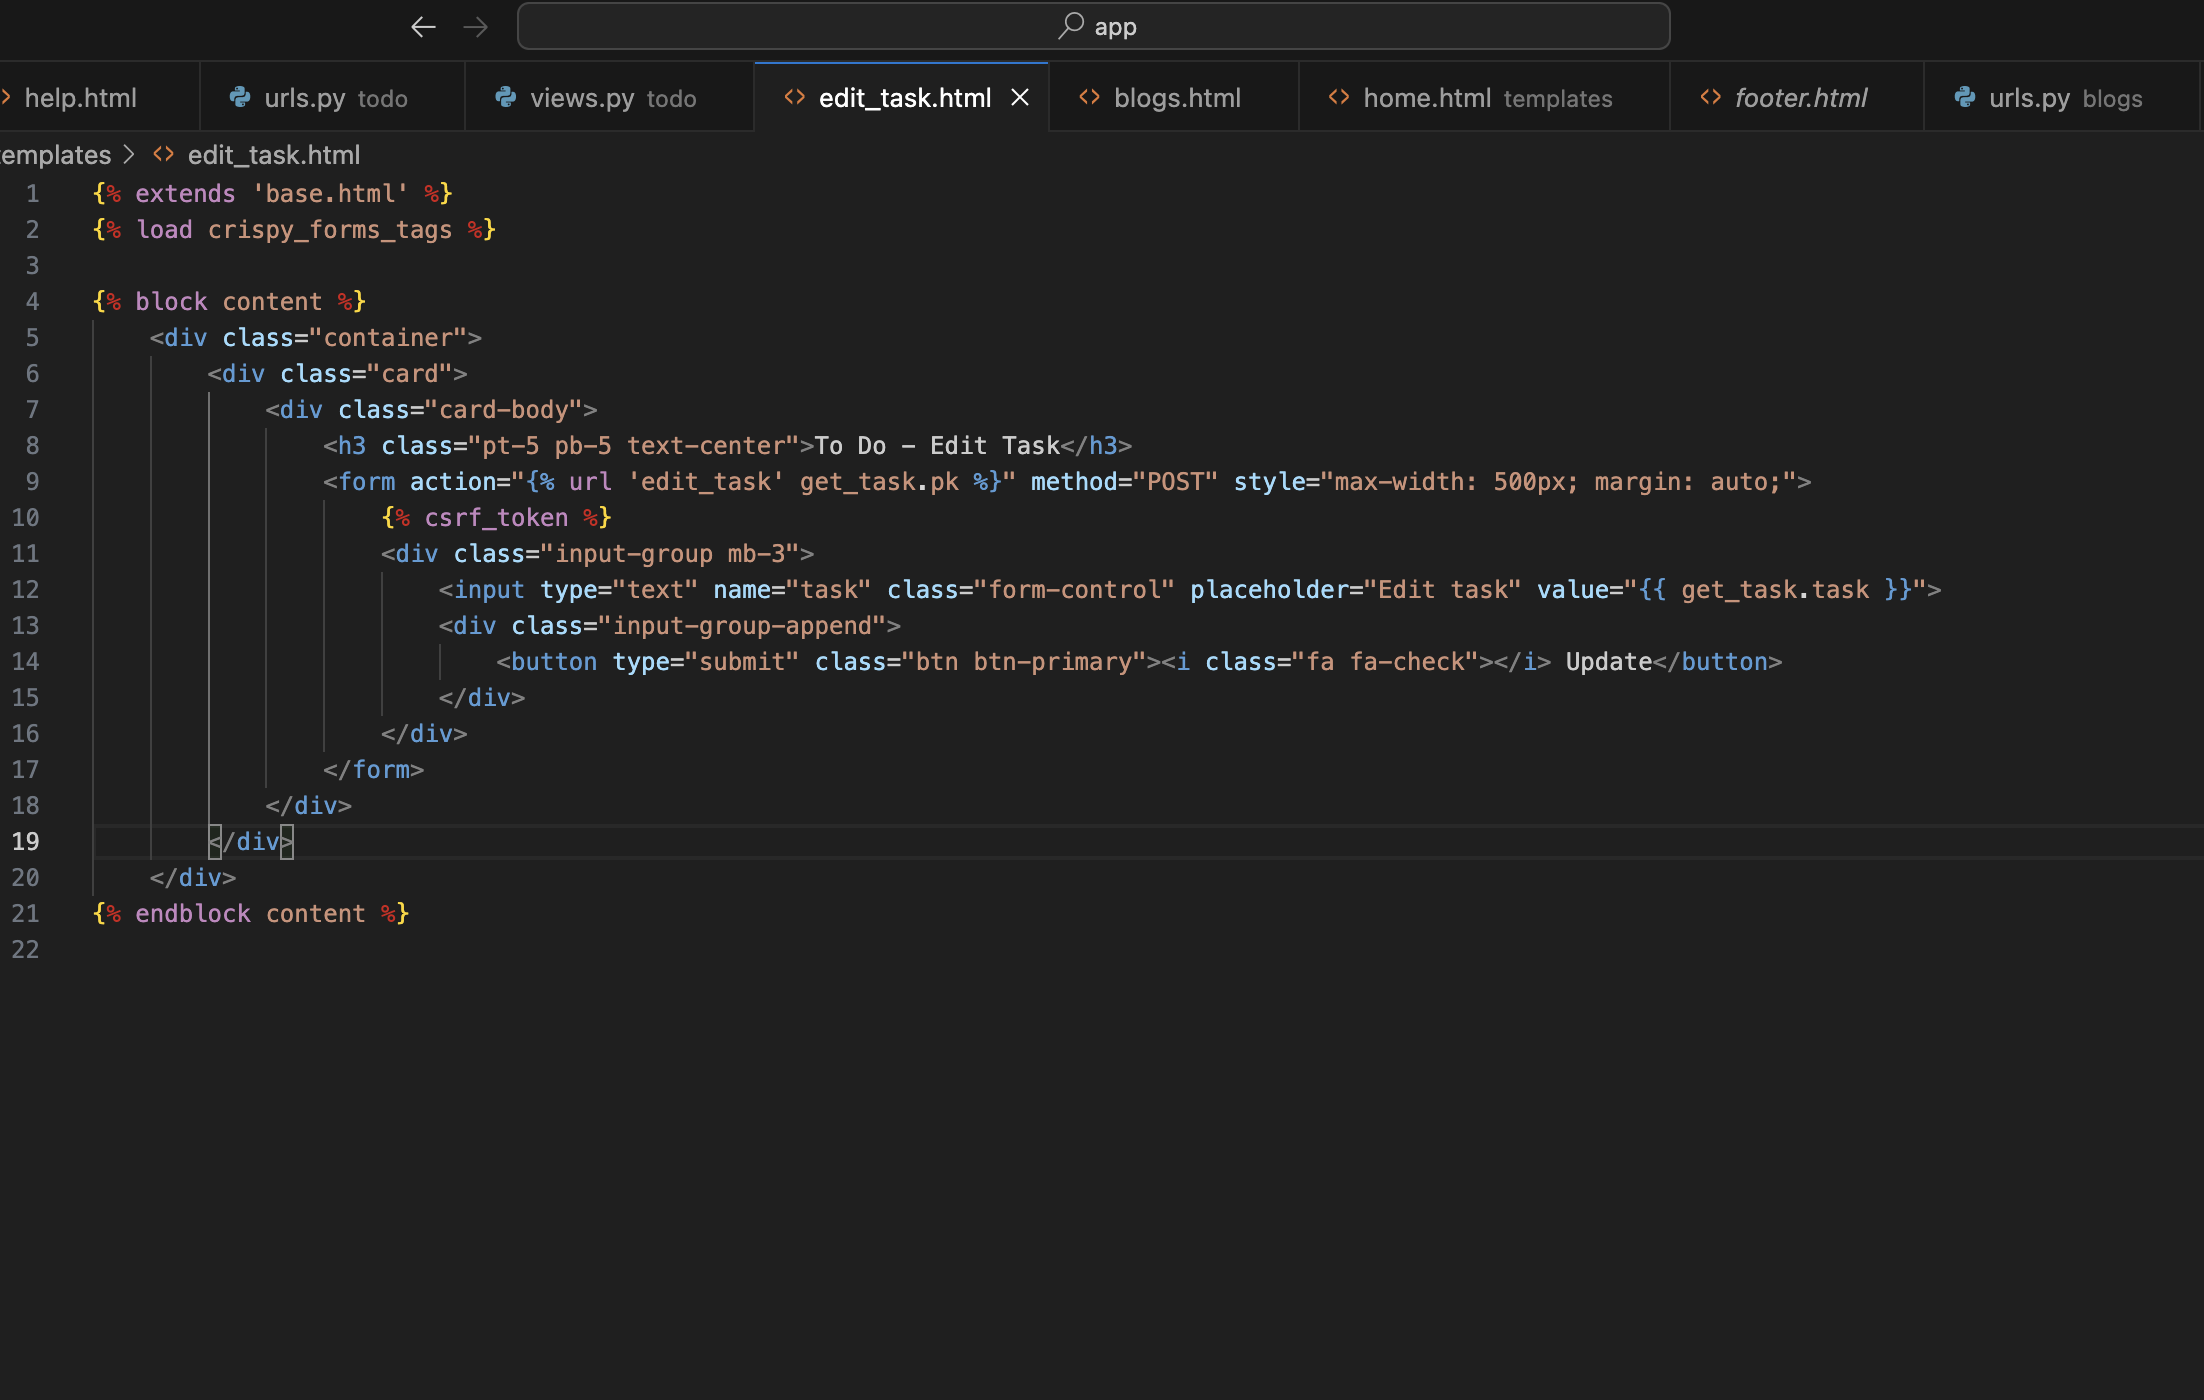 app
help.html urls.py todo views.py todo edit_task.html blogs.html home.html templates footer.html urls.py blogs
templates > edit_task.html
1 {% extends 'base.html' %}
2 {% load crispy_forms_tags %}
3
4 {% block content %}
5     <div class="container">
6         <div class="card">
7             <div class="card-body">
8                 <h3 class="pt-5 pb-5 text-center">To Do - Edit Task</h3>
9                 <form action="{% url 'edit_task' get_task.pk %}" method="POST" style="max-width: 500px; margin: auto;">
10                     {% csrf_token %}
11                     <div class="input-group mb-3">
12                         <input type="text" name="task" class="form-control" placeholder="Edit task" value="{{ get_task.task }}">
13                         <div class="input-group-append">
14                             <button type="submit" class="btn btn-primary"><i class="fa fa-check"></i> Update</button>
15                         </div>
16                     </div>
17                 </form>
18             </div>
19         </div>
20     </div>
21 {% endblock content %}
22